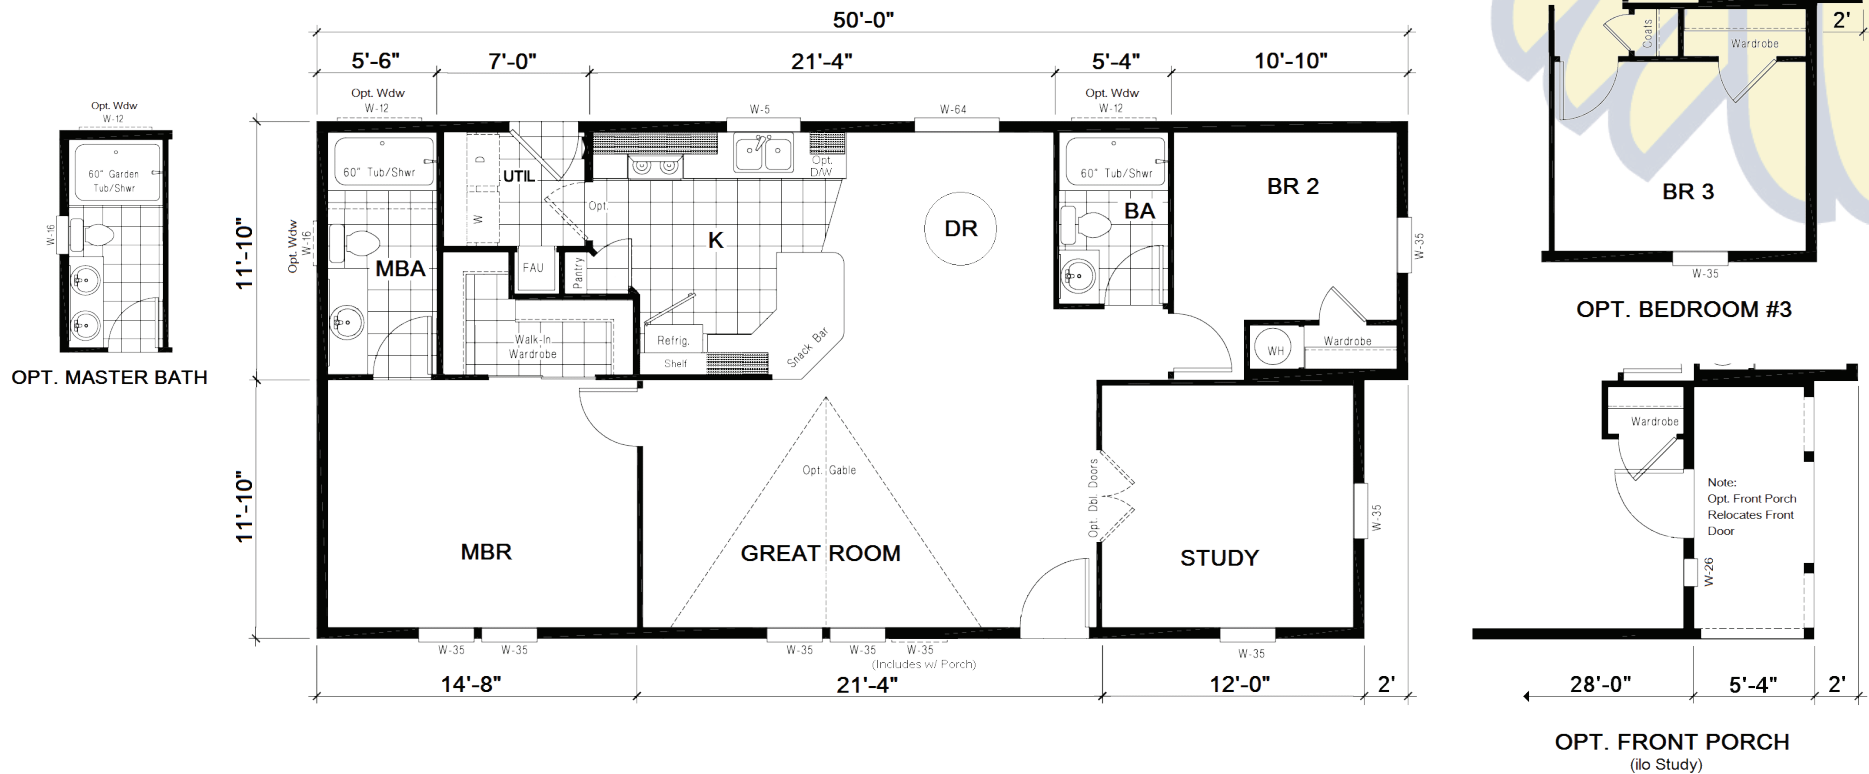 50'-0"
5'-6"
7'-0"
21'-4"
5'-4"
10'-10"
Opt. Wdw
W-12
W-5
W-64
Opt. Wdw
W-12
Opt. Wdw
W-12
60" Garden
Tub/Shwr
W-16
OPT. MASTER BATH
11'-10"
11'-10"
Opt. Wdw
W-16
60" Tub/Shwr
MBA
D
W
UTIL
Opt.
FAU
Pantry
Walk-In
Wardrobe
K
Opt.
D/W
Refrig.
Shelf
Snack Bar
DR
60" Tub/Shwr
BA
BR 2
W-35
WH
Wardrobe
MBR
Opt. Gable
GREAT ROOM
Opt. Dbl. Doors
STUDY
W-35
W-35
W-35
W-35
W-35
W-35
(Includes w/ Porch)
W-35
14'-8"
21'-4"
12'-0"
2'
Coats
Wardrobe
2'
BR 3
W-35
OPT. BEDROOM #3
Wardrobe
Note:
Opt. Front Porch
Relocates Front
Door
W-26
28'-0"
5'-4"
2'
OPT. FRONT PORCH
(ilo Study)